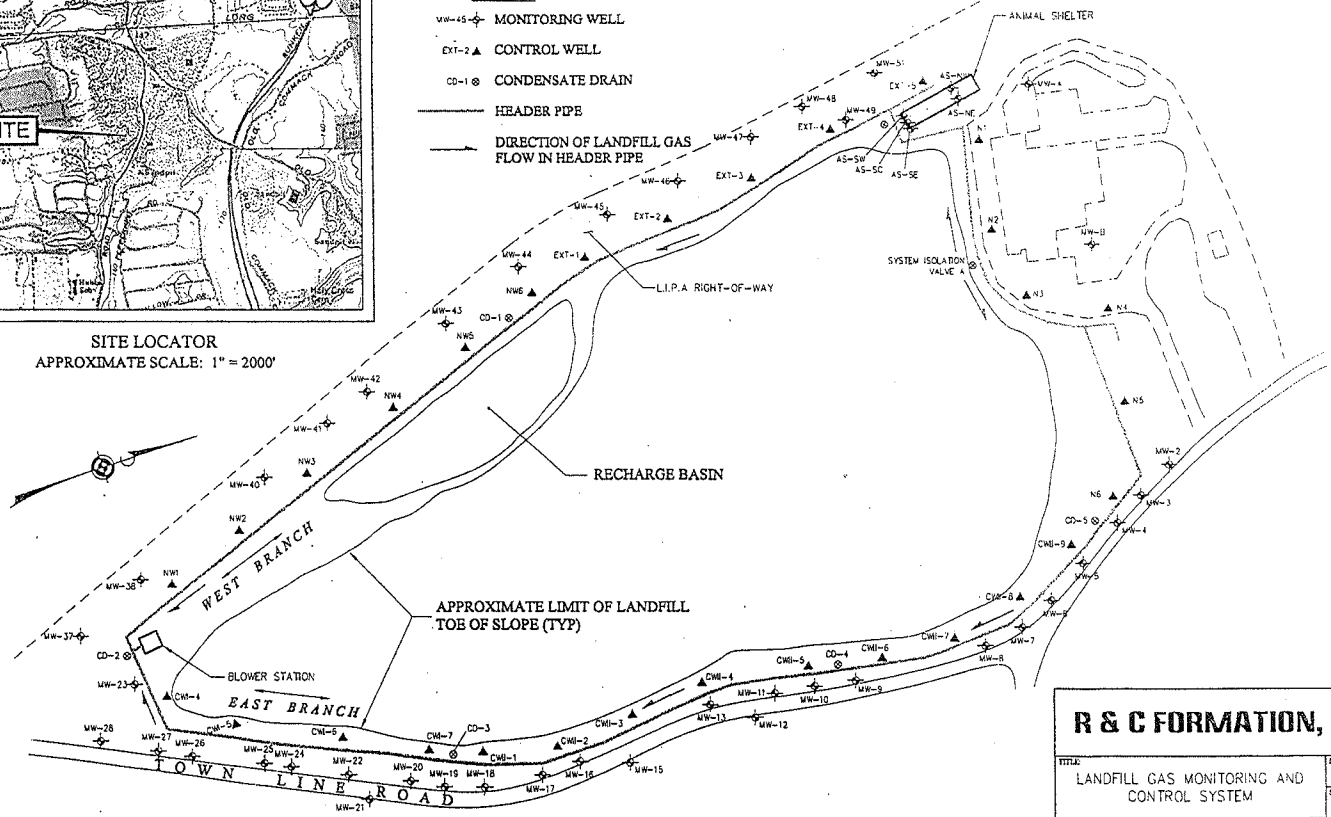 LONG
COMMACK ROAD
ITE
SITE LOCATOR
APPROXIMATE SCALE: 1" = 2000'
MW-45 MONITORING WELL
EXT-2 CONTROL WELL
CD-1 CONDENSATE DRAIN
HEADER PIPE
DIRECTION OF LANDFILL GAS
FLOW IN HEADER PIPE
ANIMAL SHELTER
MW-51
EXT-5
AS-NW
AS-NE
MW-A
MW-48
MW-49
EXT-4
MW-47
N1
AS-SW
AS-SC
AS-SE
EXT-3
MW-46
MW-45
EXT-2
N2
MW-B
MW-44
EXT-1
SYSTEM ISOLATION
VALVE A
L.I.P.A RIGHT-OF-WAY
NW6
N3
N4
CD-1
MW-43
NW5
MW-42
NW4
N5
MW-41
NW3
RECHARGE BASIN
MW-2
MW-40
N6
MW-3
NW2
CD-5
MW-4
CWII-9
WEST BRANCH
MW-5
MW-38
NW1
CWII-8
MW-6
APPROXIMATE LIMIT OF LANDFILL
TOE OF SLOPE (TYP)
MW-37
CWII-7
MW-7
MW-8
CD-2
BLOWER STATION
CWII-5
CD-4
CWII-6
MW-23
CWI-4
EAST BRANCH
CWII-4
MW-11
MW-10
MW-9
MW-13
MW-12
CWI-5
CWII-3
MW-28
CWI-6
CWI-7
CD-3
CWII-1
CWII-2
MW-27
MW-26
MW-25
MW-24
MW-22
MW-20
MW-19
MW-18
MW-17
MW-16
MW-15
TOWN LINE ROAD
MW-21
R & C FORMATION,
TITLE:
LANDFILL GAS MONITORING AND
CONTROL SYSTEM